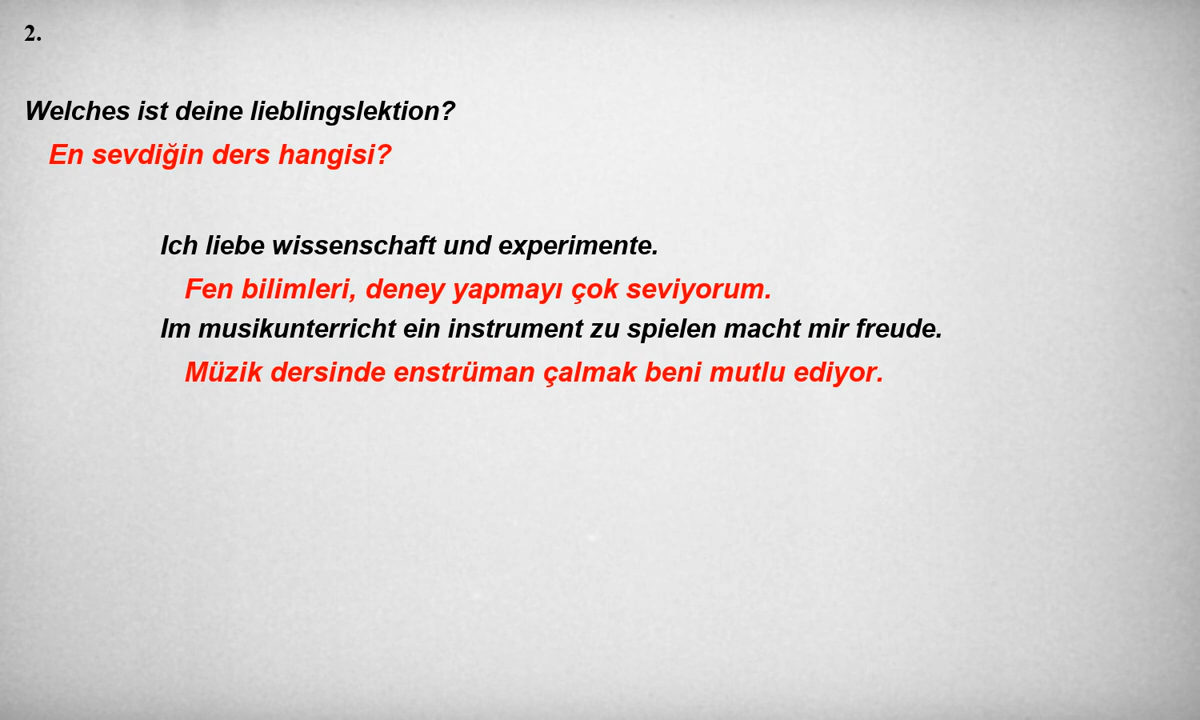 2.
Welches ist deine lieblingslektion?
En sevdiğin ders hangisi?
Ich liebe wissenschaft und experimente.
Fen bilimleri, deney yapmayı çok seviyorum.
Im musikunterricht ein instrument zu spielen macht mir freude.
Müzik dersinde enstrüman çalmak beni mutlu ediyor.